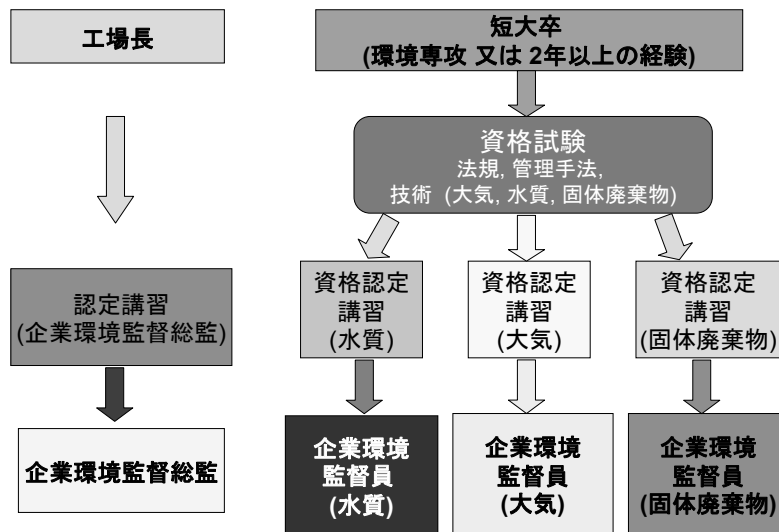 工場長
短大卒
(環境専攻 又は 2年以上の経験)
資格試験
法規, 管理手法,
技術 (大気, 水質, 固体廃棄物)
認定講習
(企業環境監督総監)
資格認定
講習
(水質)
資格認定
講習
(大気)
資格認定
講習
(固体廃棄物)
企業環境監督総監
企業環境
監督員
(水質)
企業環境
監督員
(大気)
企業環境
監督員
(固体廃棄物)